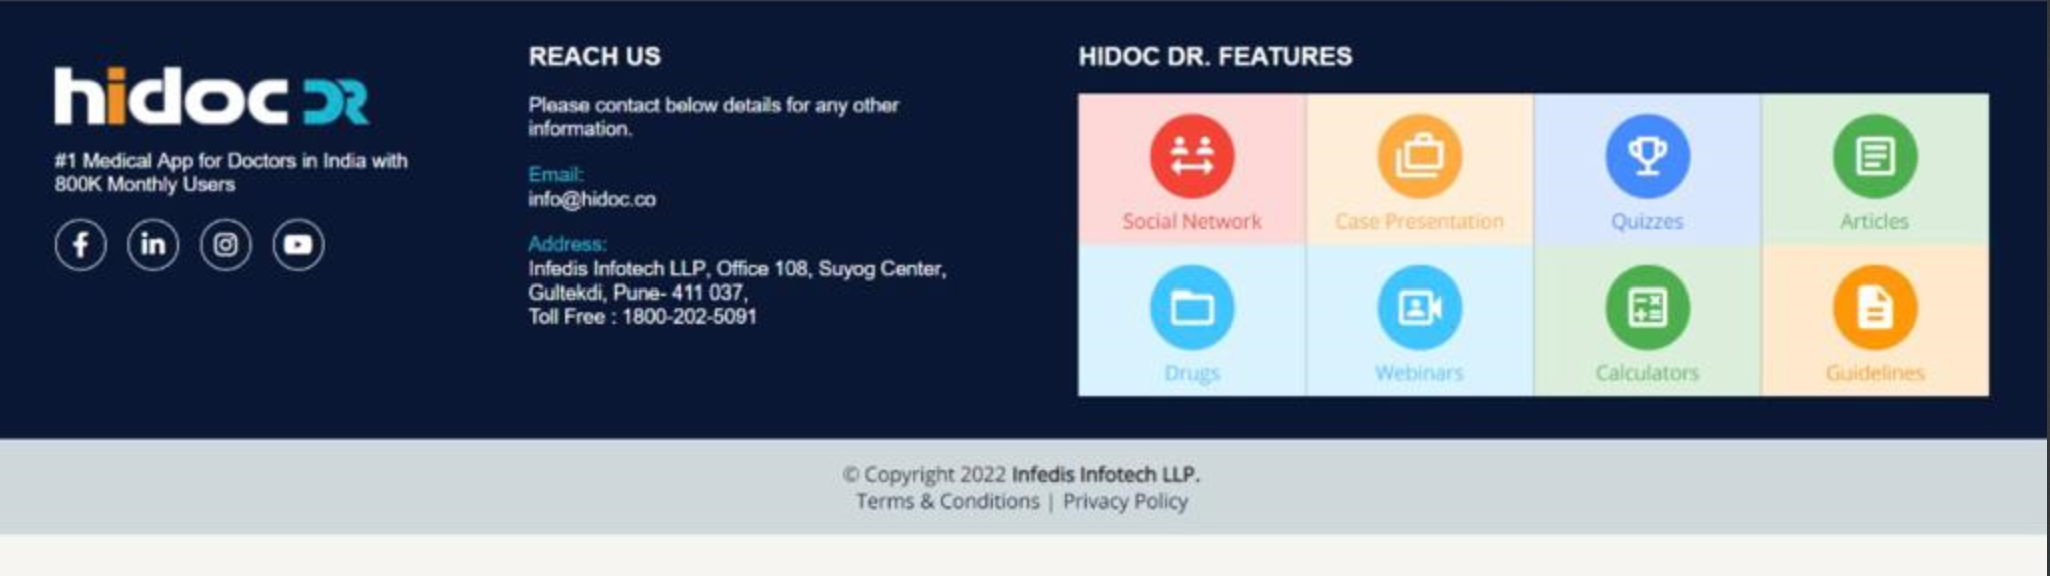 hidoc DR
#1 Medical App for Doctors in India with
800K Monthly Users
REACH US
Please contact below details for any other
information.
Email:
info@hidoc.co
Address:
Infedis Infotech LLP, Office 108, Suyog Center,
Gultekdi, Pune- 411 037,
Toll Free : 1800-202-5091
HIDOC DR. FEATURES
Social Network
Case Presentation
Quizzes
Articles
Drugs
Webinars
Calculators
Guidelines
© Copyright 2022 Infedis Infotech LLP.
Terms & Conditions | Privacy Policy